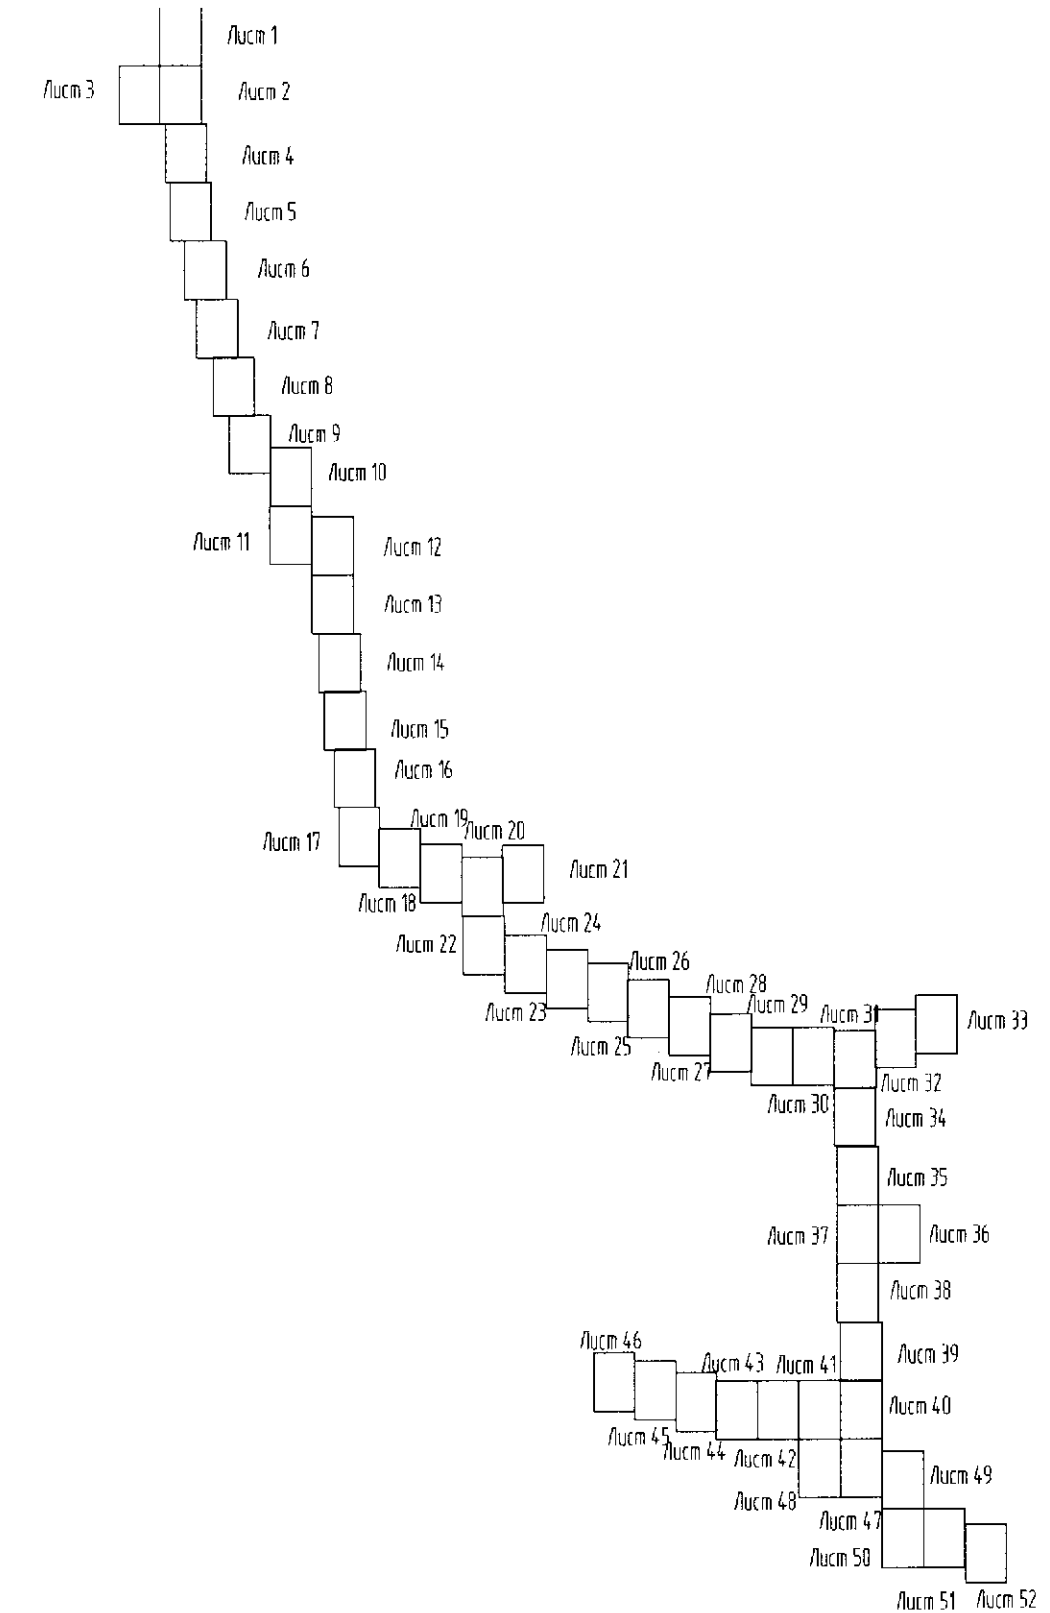 Лист 1
Лист 3
Лист 2
Лист 4
Лист 5
Лист 6
Лист 7
Лист 8
Лист 9
Лист 10
Лист 11
Лист 12
Лист 13
Лист 14
Лист 15
Лист 16
Лист 17
Лист 19
Лист 20
Лист 21
Лист 18
Лист 22
Лист 24
Лист 23
Лист 26
Лист 25
Лист 28
Лист 27
Лист 29
Лист 31
Лист 33
Лист 32
Лист 30
Лист 34
Лист 35
Лист 37
Лист 36
Лист 38
Лист 46
Лист 43
Лист 41
Лист 39
Лист 40
Лист 45
Лист 44
Лист 42
Лист 49
Лист 48
Лист 47
Лист 50
Лист 51
Лист 52